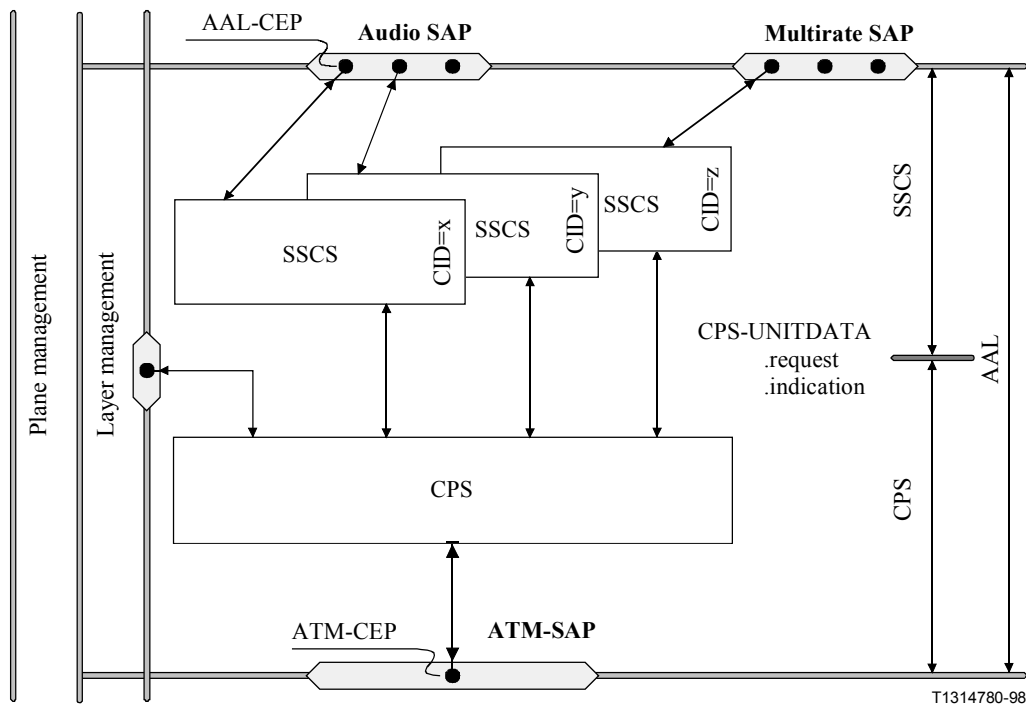 AAL-CEP
Audio SAP
Multirate SAP
Plane management
Layer management
SSCS
CID=x
SSCS
CID=y
SSCS
CID=z
SSCS
CPS-UNITDATA
.request
.indication
AAL
CPS
CPS
ATM-CEP
ATM-SAP
T1314780-98